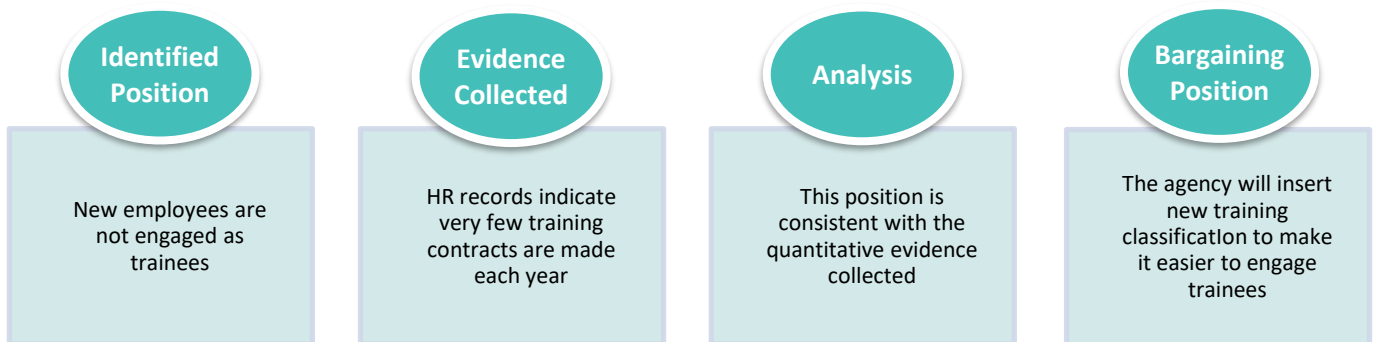 Identified
Position
New employees are
not engaged as
trainees
Evidence
Collected
HR records indicate
very few training
contracts are made
each year
Analysis
This position is
consistent with the
quantitative evidence
collected
Bargaining
Position
The agency will insert
new training
classification to make
it easier to engage
trainees